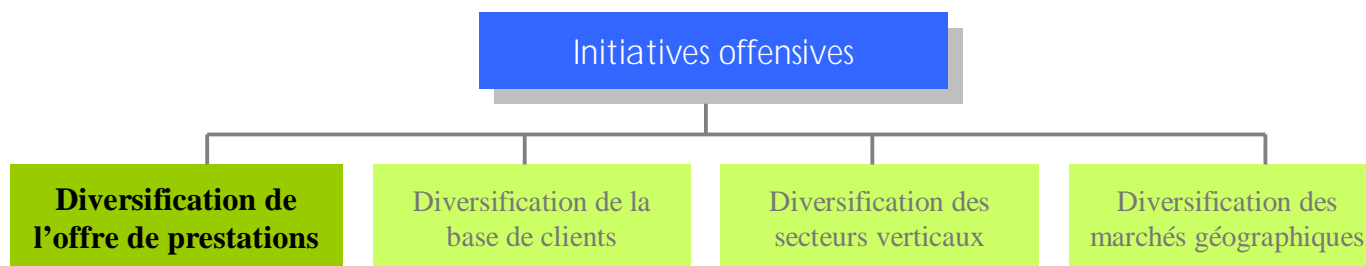 Initiatives offensives
Diversification de
l’offre de prestations
Diversification de la
base de clients
Diversification des
secteurs verticaux
Diversification des
marchés géographiques